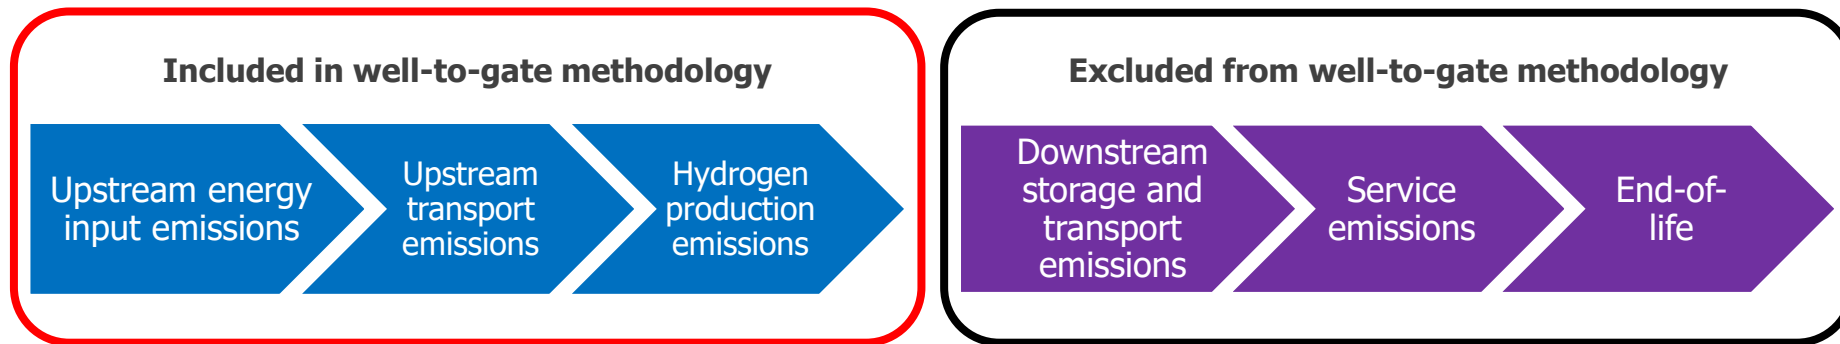 Included in well-to-gate methodology
Upstream energy
input emissions
Upstream
transport
emissions
Hydrogen
production
emissions
Excluded from well-to-gate methodology
Downstream
storage and
transport
emissions
Service
emissions
End-of-
life